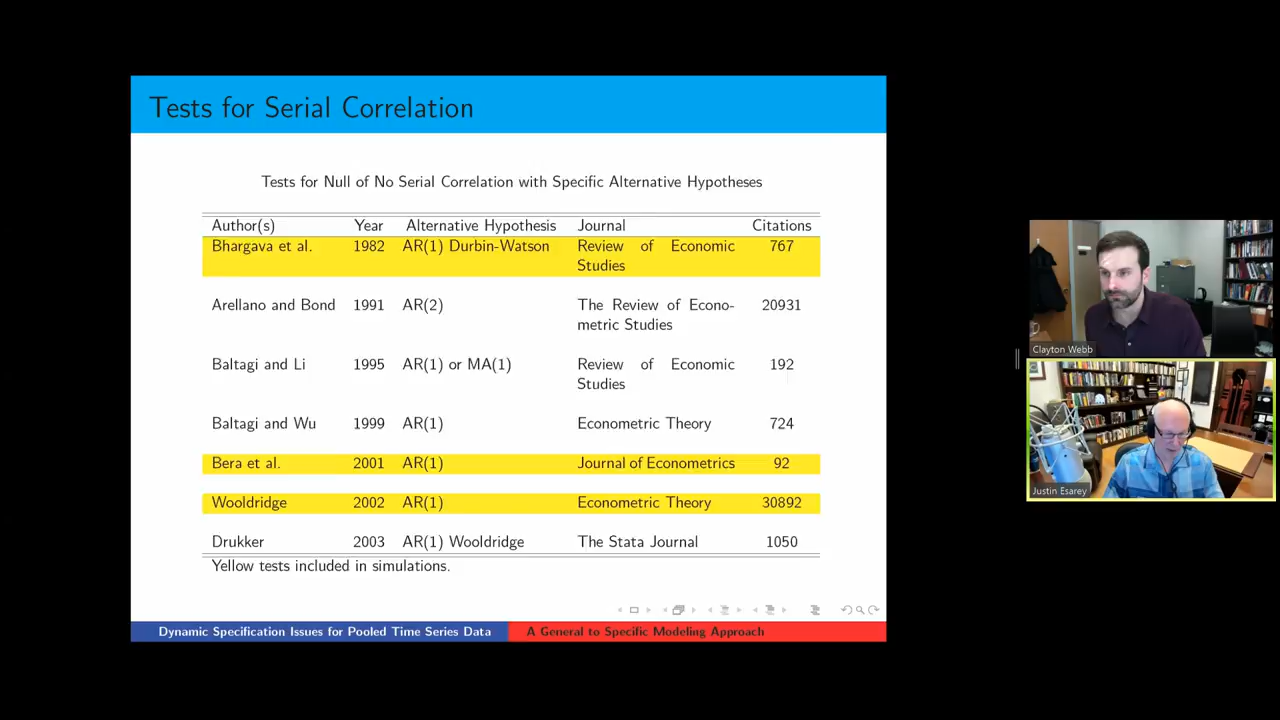 Tests for Serial Correlation
Tests for Null of No Serial Correlation with Specific Alternative Hypotheses
Author(s) Year Alternative Hypothesis Journal Citations
Bhargava et al. 1982 AR(1) Durbin-Watson Review of Economic 767
Studies
Arellano and Bond 1991 AR(2) The Review of Econo- 20931
metric Studies
Baltagi and Li 1995 AR(1) or MA(1) Review of Economic 192
Studies
Baltagi and Wu 1999 AR(1) Econometric Theory 724
Bera et al. 2001 AR(1) Journal of Econometrics 92
Wooldridge 2002 AR(1) Econometric Theory 30892
Drukker 2003 AR(1) Wooldridge The Stata Journal 1050
Yellow tests included in simulations.
Dynamic Specification Issues for Pooled Time Series Data A General to Specific Modeling Approach
Clayton Webb
Justin Esarey